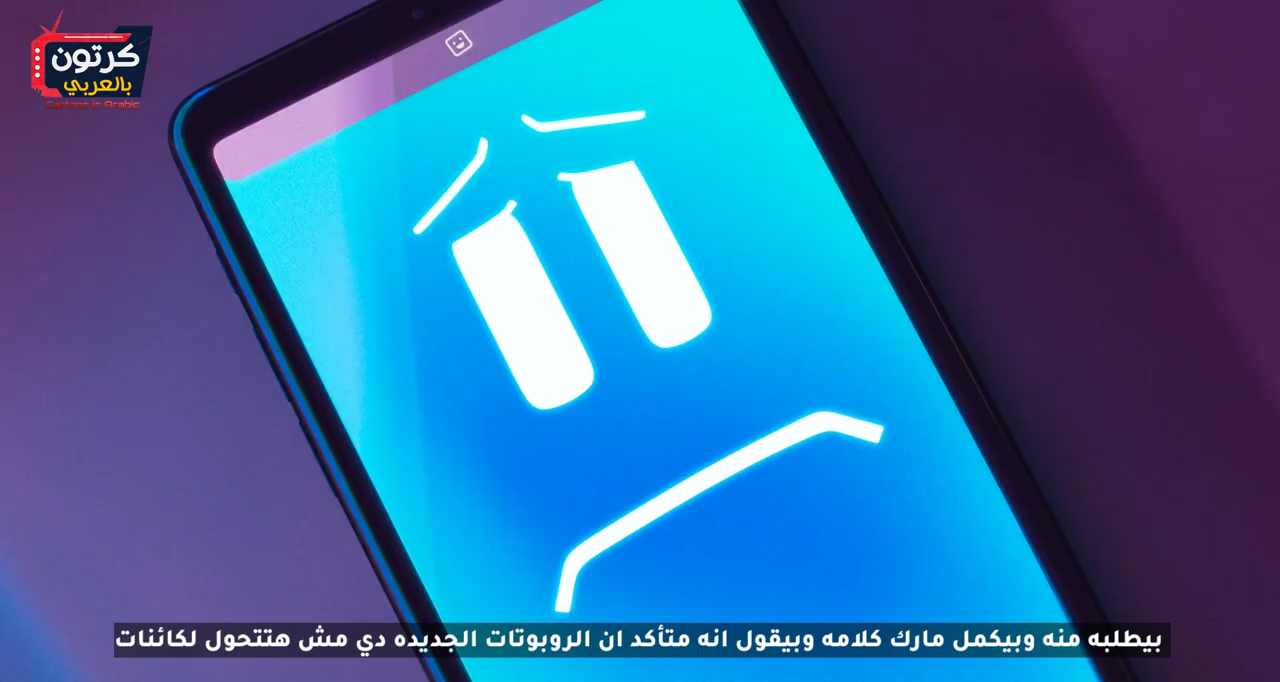 كرتون
بالعربي
Cartoon in Arabic
بيطلبه منه وبيكمل مارك كلامه وبيقول انه متأكد ان الروبوتات الجديده دي مش هتتحول لكائنات